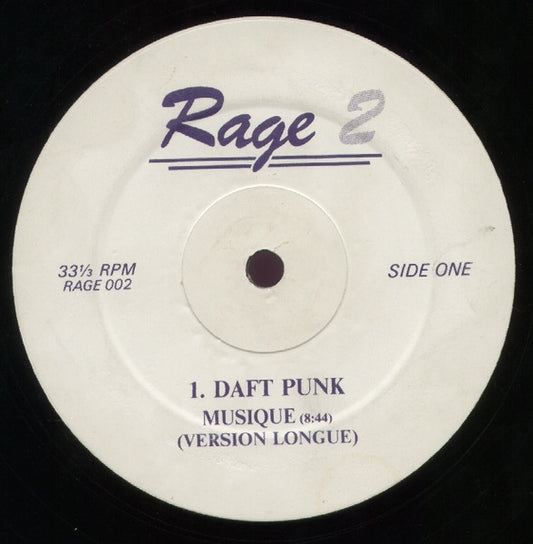 Rage 2
33⅓ RPM
RAGE 002
SIDE ONE
1. DAFT PUNK
MUSIQUE (8:44)
(VERSION LONGUE)